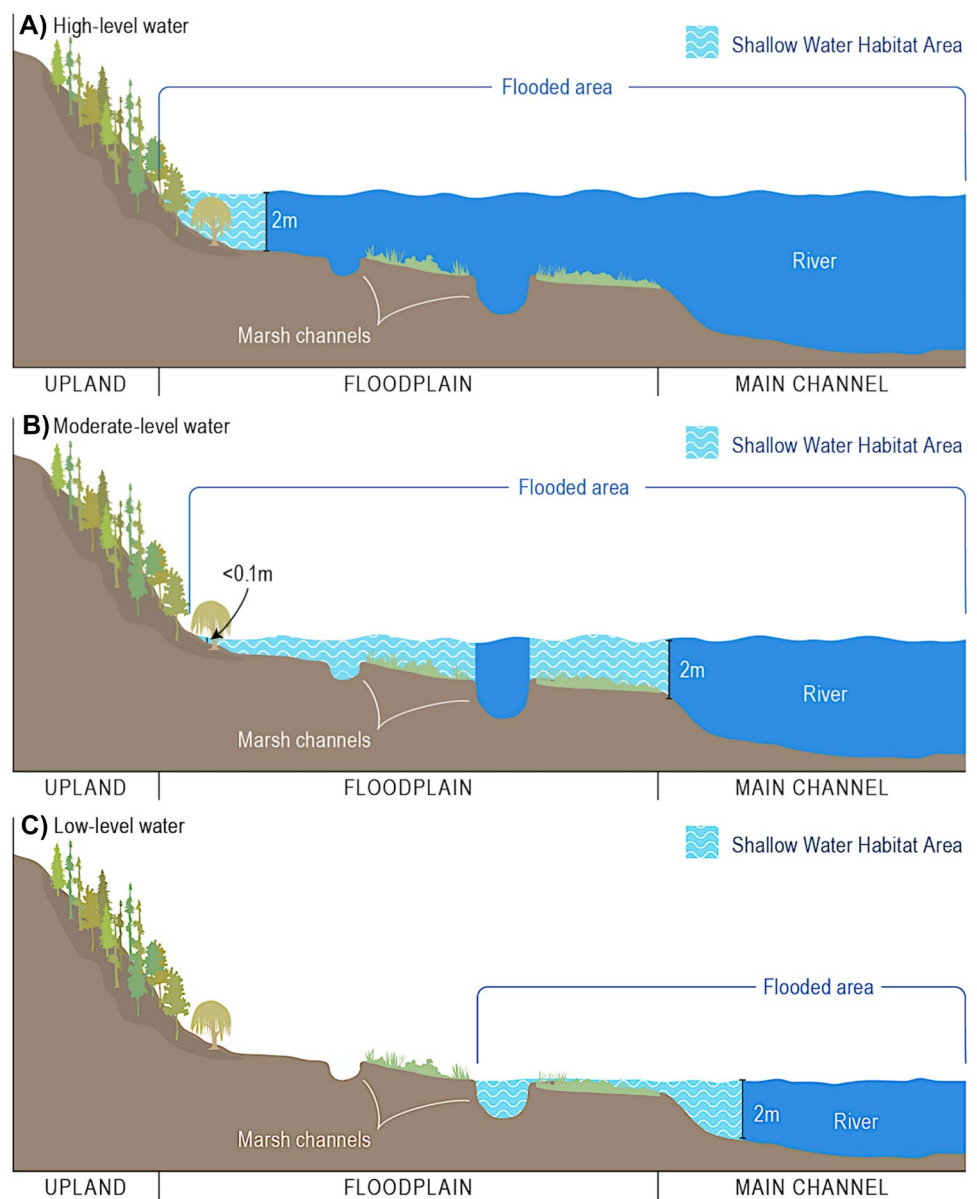 A) High-level water
Shallow Water Habitat Area
Flooded area
2m
River
Marsh channels
UPLAND
FLOODPLAIN
MAIN CHANNEL
B) Moderate-level water
Shallow Water Habitat Area
Flooded area
<0.1m
2m
River
Marsh channels
UPLAND
FLOODPLAIN
MAIN CHANNEL
C) Low-level water
Shallow Water Habitat Area
Flooded area
2m
River
Marsh channels
UPLAND
FLOODPLAIN
MAIN CHANNEL